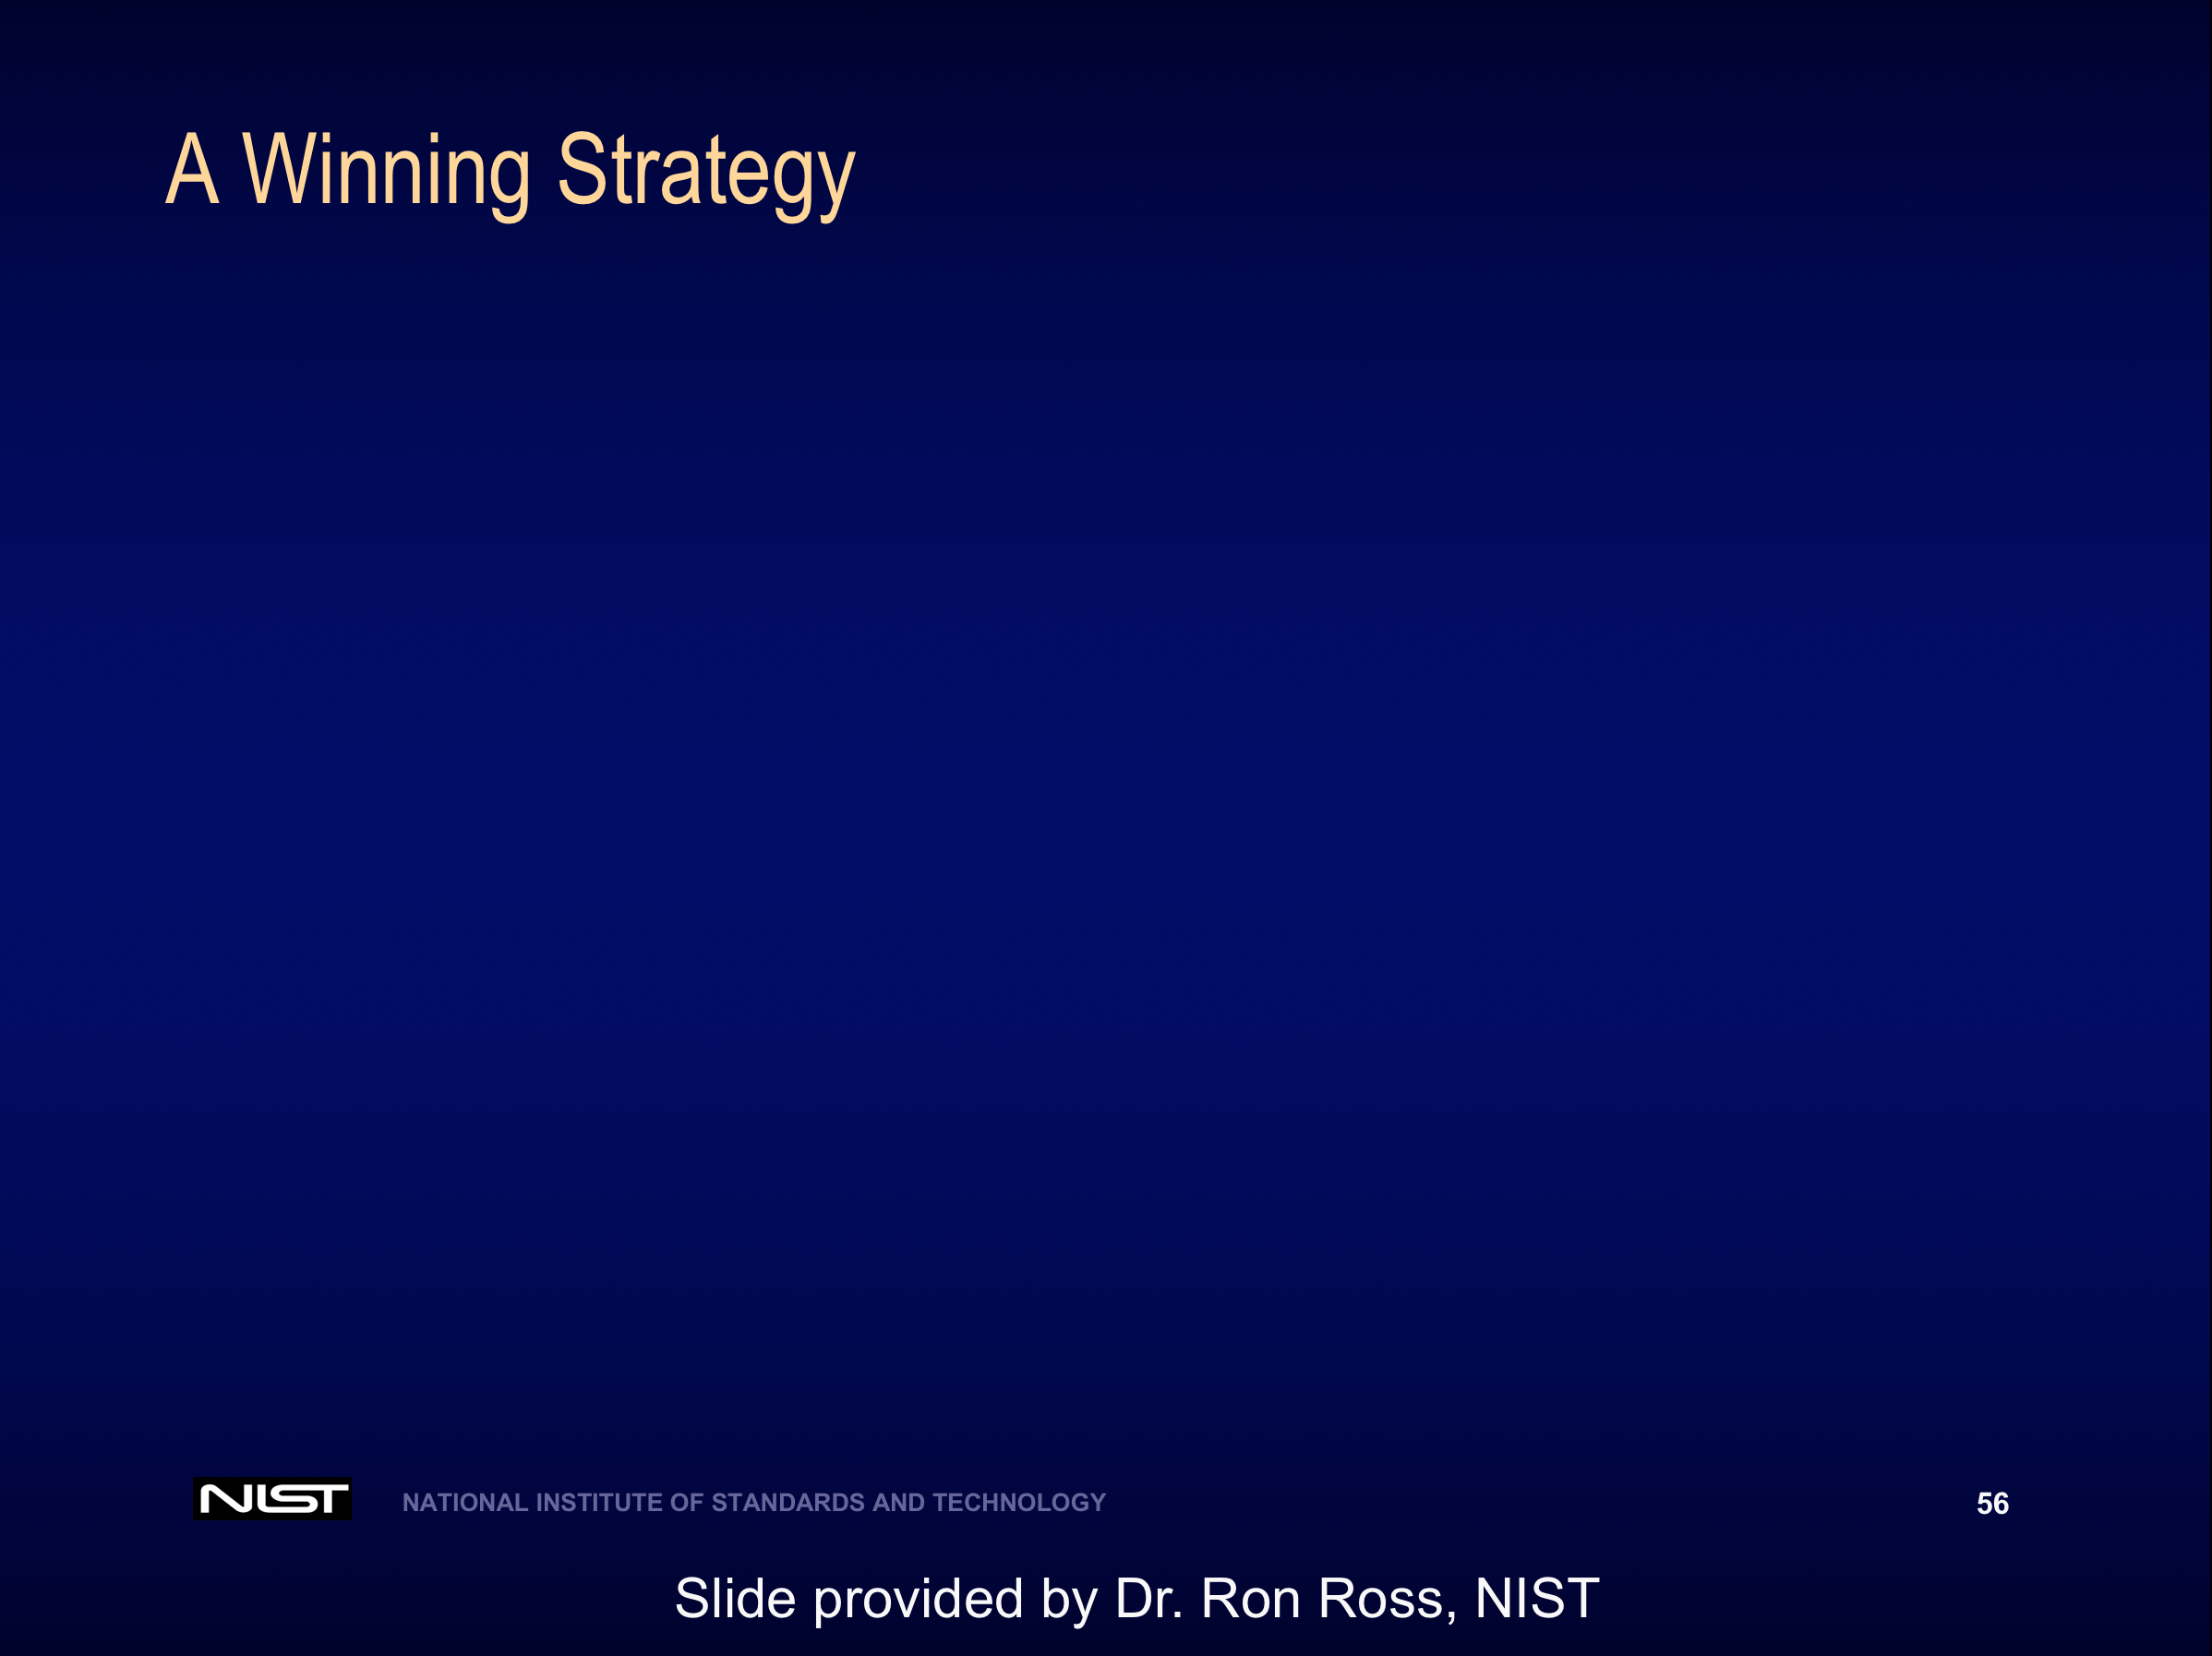 A Winning Strategy
NIST
NATIONAL INSTITUTE OF STANDARDS AND TECHNOLOGY
56
Slide provided by Dr. Ron Ross, NIST